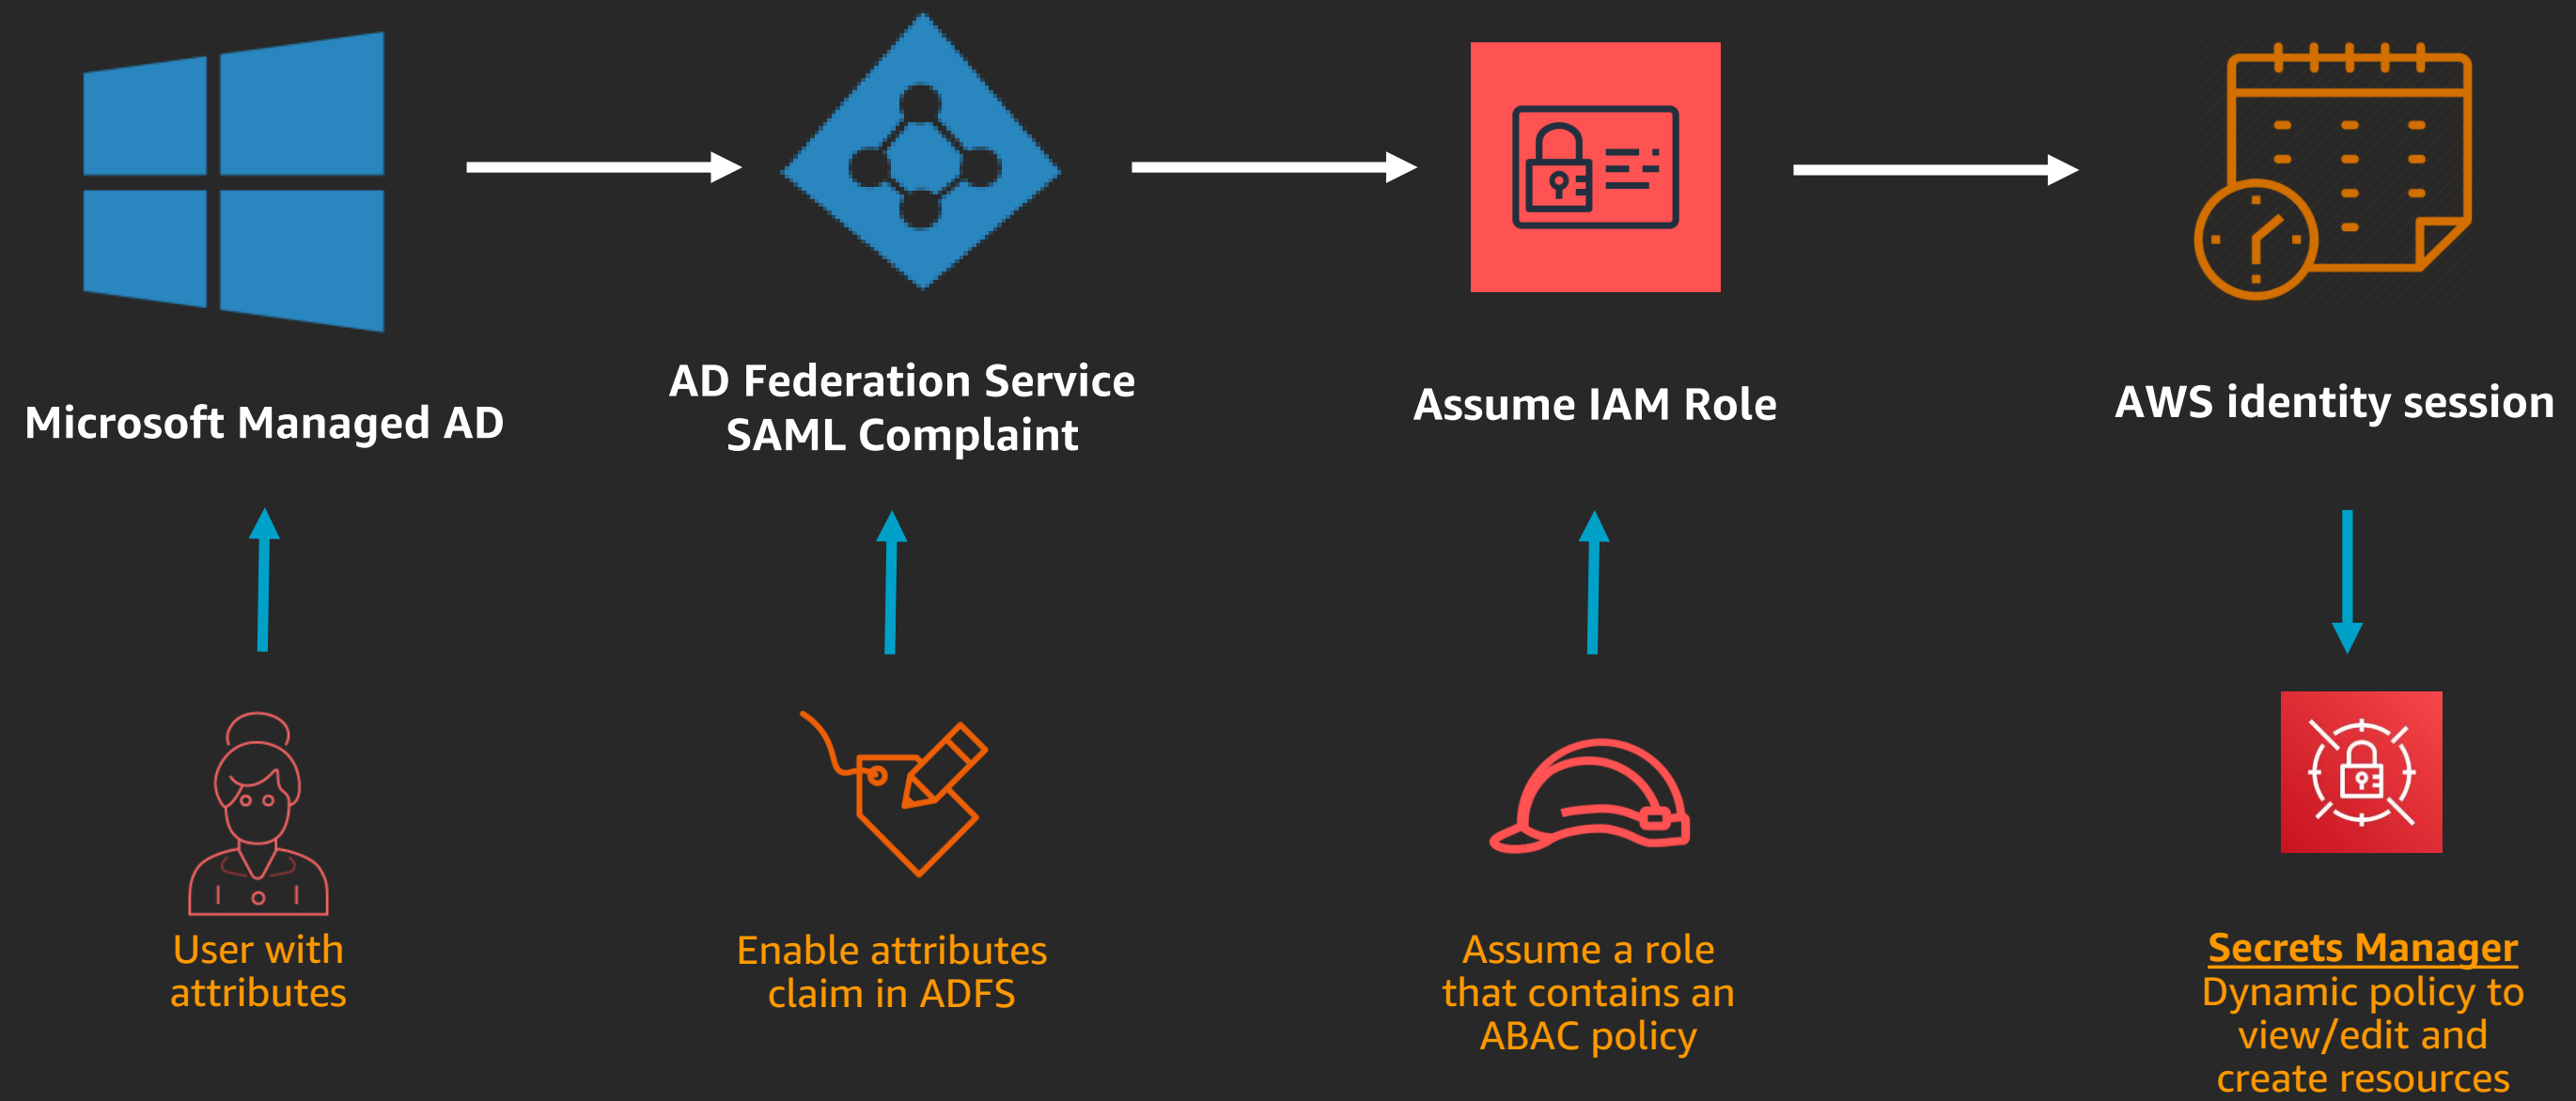 Microsoft Managed AD
AD Federation Service
SAML Complaint
Assume IAM Role
AWS identity session
User with
attributes
Enable attributes
claim in ADFS
Assume a role
that contains an
ABAC policy
Secrets Manager
Dynamic policy to
view/edit and
create resources